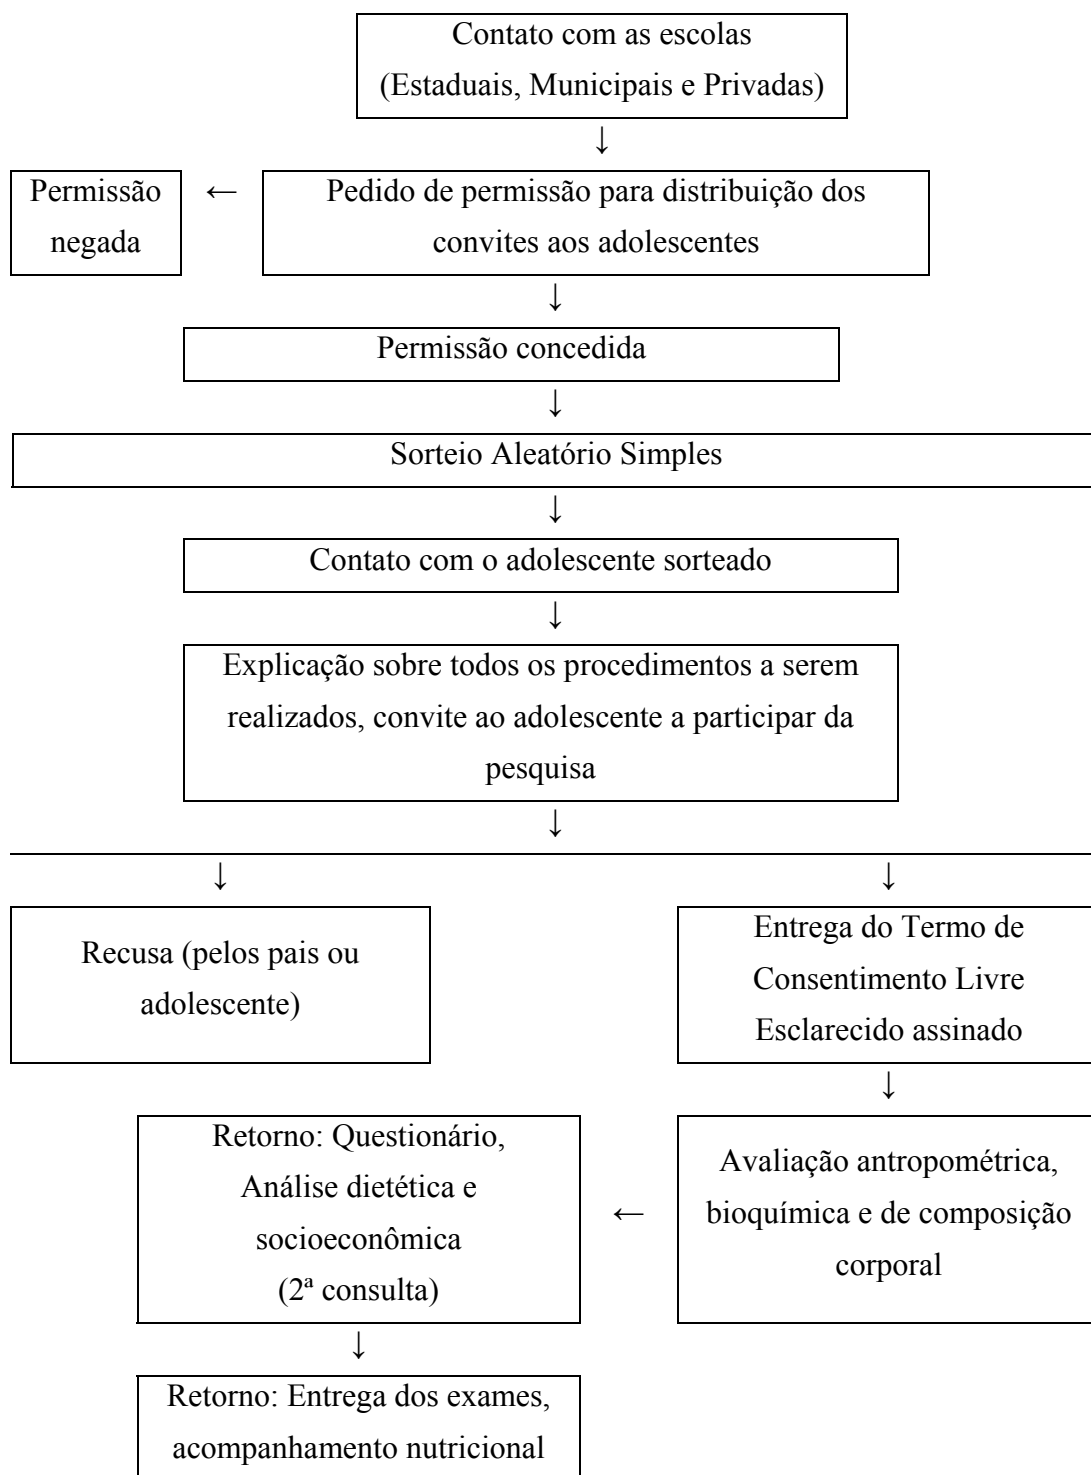 Contato com as escolas
(Estaduais, Municipais e Privadas)
↓
Permissão
negada
←
Pedido de permissão para distribuição dos
convites aos adolescentes
↓
Permissão concedida
↓
Sorteio Aleatório Simples
↓
Contato com o adolescente sorteado
↓
Explicação sobre todos os procedimentos a serem
realizados, convite ao adolescente a participar da
pesquisa
↓
↓
↓
Recusa (pelos pais ou
adolescente)
Entrega do Termo de
Consentimento Livre
Esclarecido assinado
↓
Avaliação antropométrica,
bioquímica e de composição
corporal
←
Retorno: Questionário,
Análise dietética e
socioeconômica
(2ª consulta)
↓
Retorno: Entrega dos exames,
acompanhamento nutricional